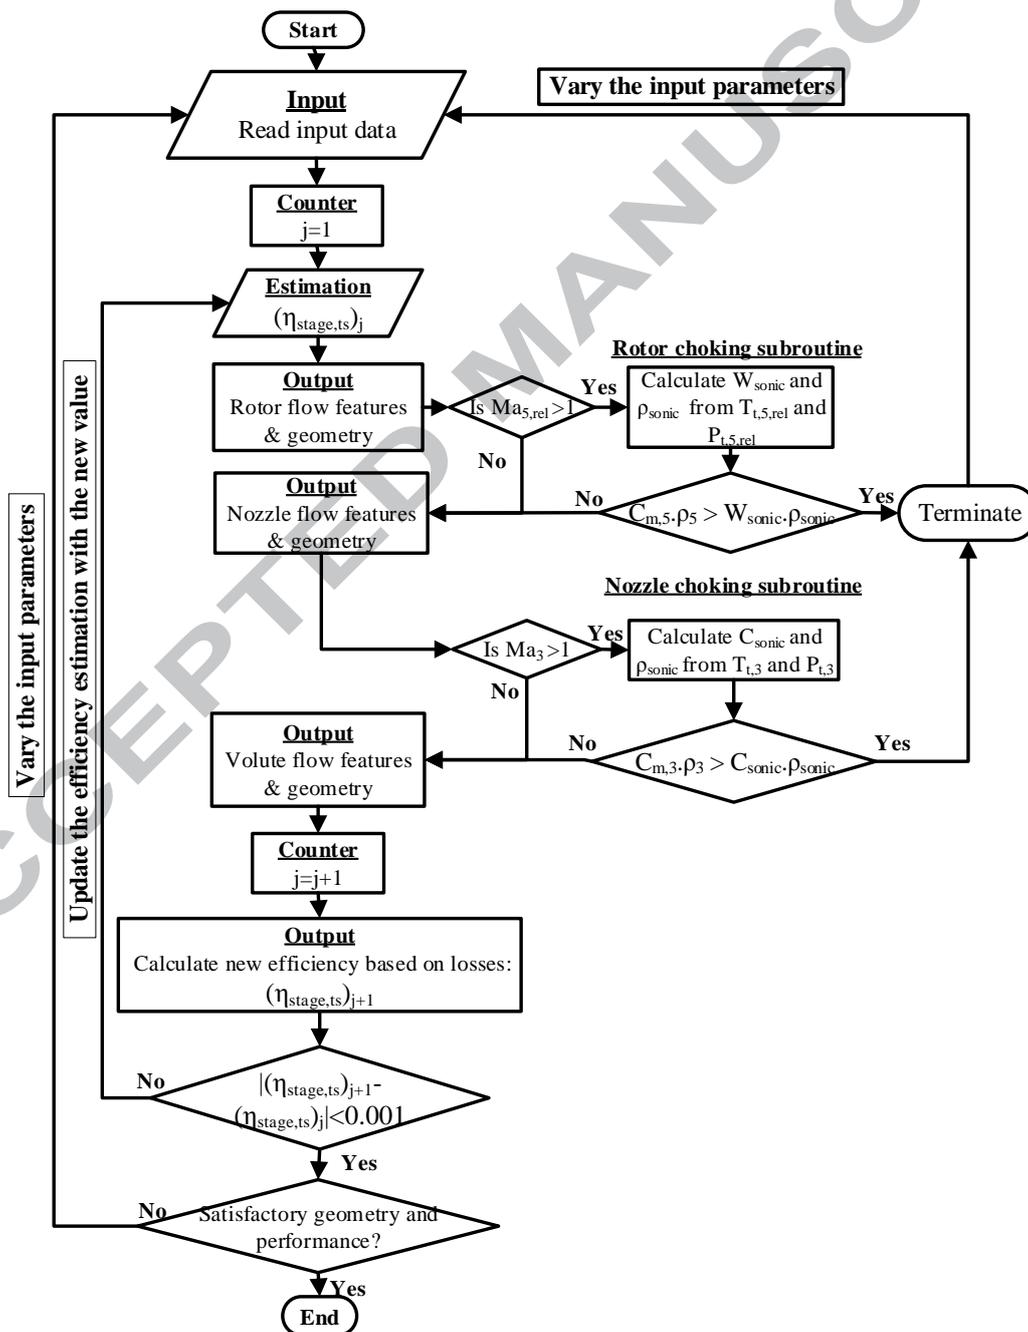 Start
Vary the input parameters
Input
Read input data
Counter
j=1
Estimation
(η_stage,ts)_j
Rotor choking subroutine
Output
Rotor flow features
& geometry
Is Ma_5,rel >1
Yes
Calculate W_sonic and
ρ_sonic from T_t,5,rel and
P_t,5,rel
No
Output
Nozzle flow features
& geometry
No
C_m,5.ρ_5 > W_sonic.ρ_sonic
Yes
Terminate
Nozzle choking subroutine
Is Ma_3 >1
Yes
Calculate C_sonic and
ρ_sonic from T_t,3 and P_t,3
No
Output
Volute flow features
& geometry
No
C_m,3.ρ_3 > C_sonic.ρ_sonic
Yes
Counter
j=j+1
Output
Calculate new efficiency based on losses:
(η_stage,ts)_j+1
No
|(η_stage,ts)_j+1-
(η_stage,ts)_j|<0.001
Yes
No
Satisfactory geometry and
performance?
Yes
End
Vary the input parameters
Update the efficiency estimation with the new value
CCEPTED MANUSC